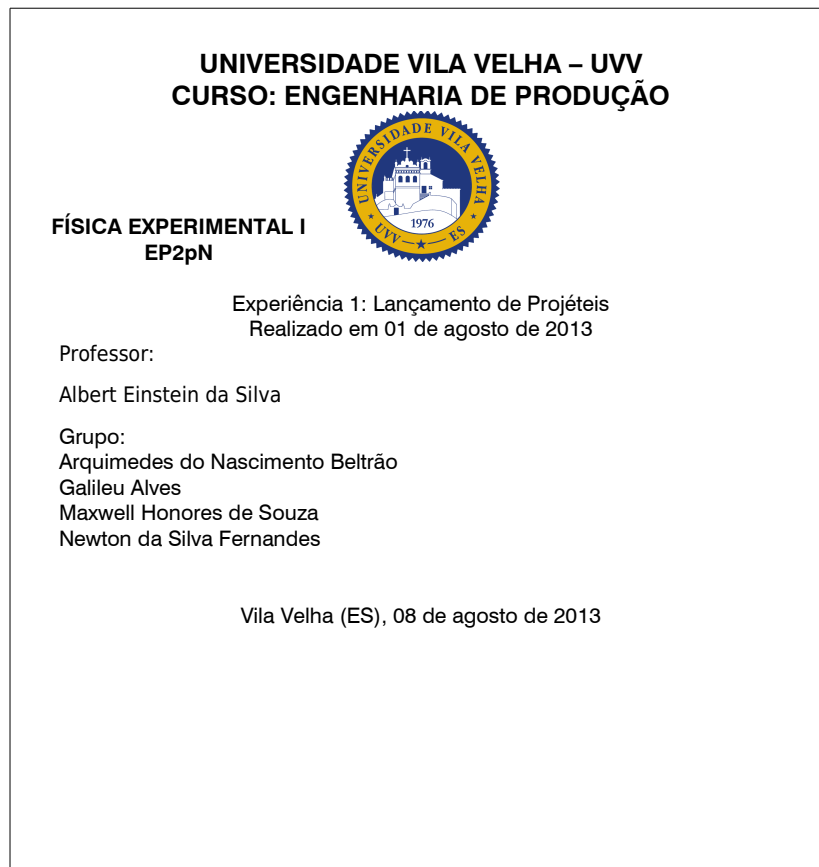 UNIVERSIDADE VILA VELHA – UVV
CURSO: ENGENHARIA DE PRODUÇÃO
UNIVERSIDADE VILA VELHA
1976
UVV ES
FÍSICA EXPERIMENTAL I
EP2pN
Experiência 1: Lançamento de Projéteis
Realizado em 01 de agosto de 2013
Professor:
Albert Einstein da Silva
Grupo:
Arquimedes do Nascimento Beltrão
Galileu Alves
Maxwell Honores de Souza
Newton da Silva Fernandes
Vila Velha (ES), 08 de agosto de 2013